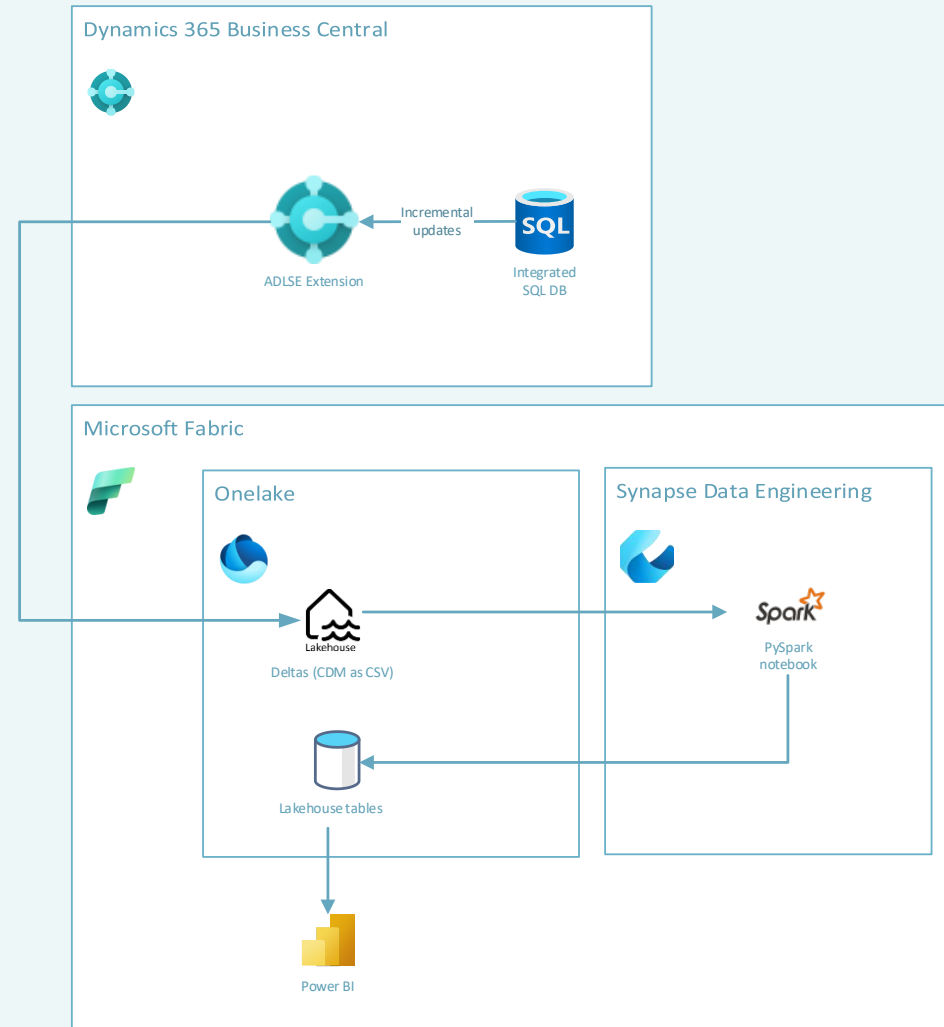 Dynamics 365 Business Central
Incremental
updates
SQL
ADLSE Extension
Integrated
SQL DB
Microsoft Fabric
Onelake
Synapse Data Engineering
Lakehouse
Deltas (CDM as CSV)
Spark
PySpark
notebook
Lakehouse tables
Power BI